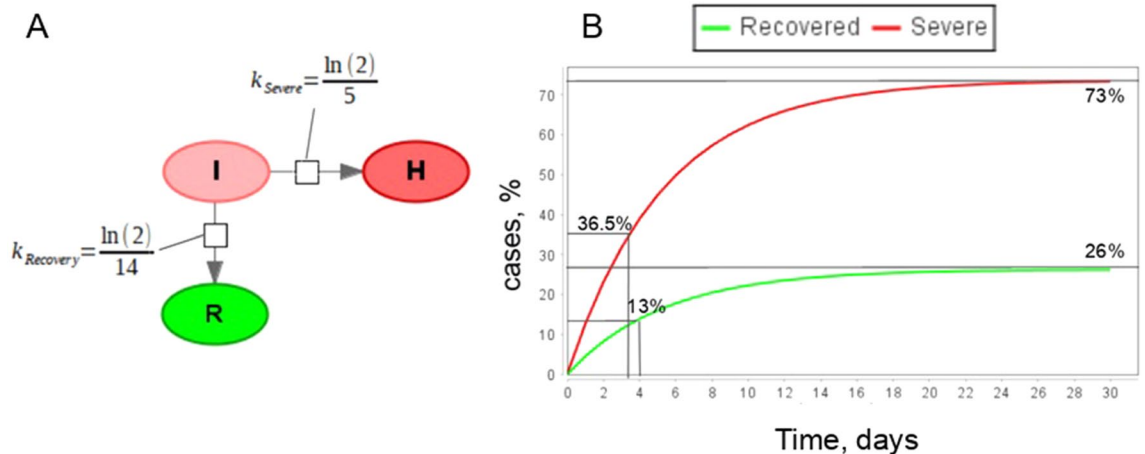 A
k_Severe = ln(2)/5
I
H
k_Recovery = ln(2)/14
R
B
Recovered Severe
cases, %
70
60
50
40
30
20
10
0
73%
36.5%
26%
13%
0 2 4 6 8 10 12 14 16 18 20 22 24 26 28 30
Time, days